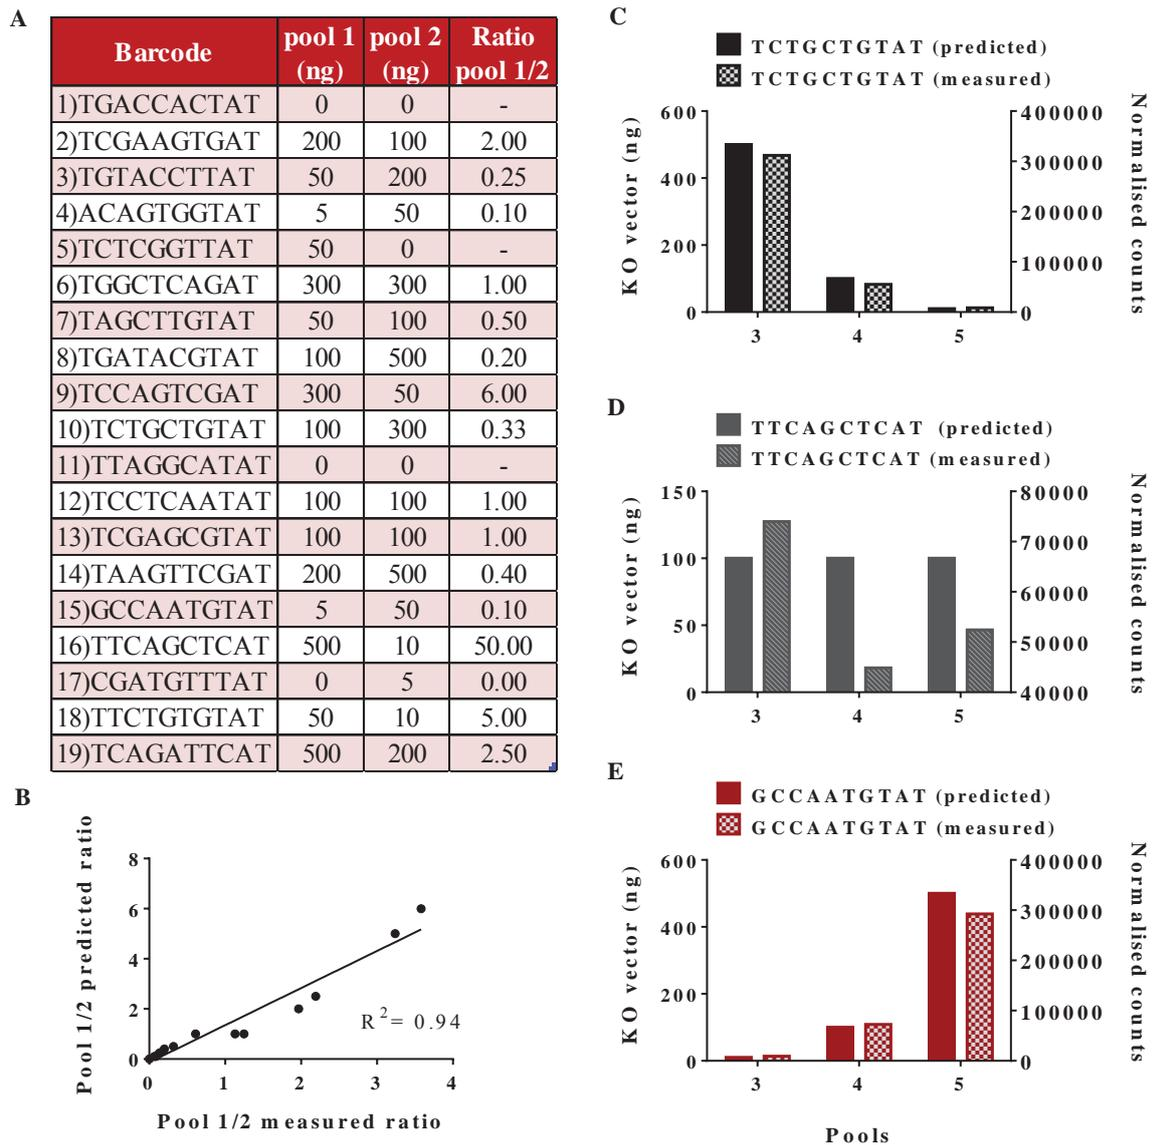 A
Barcode pool 1 (ng) pool 2 (ng) Ratio pool 1/2
1)TGACCACTAT 0 0 -
2)TCGAAGTGAT 200 100 2.00
3)TGTACCTTAT 50 200 0.25
4)ACAGTGGTAT 5 50 0.10
5)TCTCGGTTAT 50 0 -
6)TGGCTCAGAT 300 300 1.00
7)TAGCTTGTAT 50 100 0.50
8)TGATACGTAT 100 500 0.20
9)TCCAGTCGAT 300 50 6.00
10)TCTGCTGTAT 100 300 0.33
11)TTAGGCATAT 0 0 -
12)TCCTCAATAT 100 100 1.00
13)TCGAGCGTAT 100 100 1.00
14)TAAGTTCGAT 200 500 0.40
15)GCCAATGTAT 5 50 0.10
16)TTCAGCTCAT 500 10 50.00
17)CGATGTTTAT 0 5 0.00
18)TTCTGTGTAT 50 10 5.00
19)TCAGATTCAT 500 200 2.50
B
Pool 1/2 predicted ratio
8
6
4
2
0
R²= 0.94
0 1 2 3 4
Pool 1/2 measured ratio
C
TCTGCTGTAT (predicted)
TCTGCTGTAT (measured)
KO vector (ng)
600
400
200
0
400000
300000
200000
100000
0
Normalised counts
3 4 5
D
TTCAGCTCAT (predicted)
TTCAGCTCAT (measured)
KO vector (ng)
150
100
50
0
80000
70000
60000
50000
40000
Normalised counts
3 4 5
E
GCCAATGTAT (predicted)
GCCAATGTAT (measured)
KO vector (ng)
600
400
200
0
400000
300000
200000
100000
0
Normalised counts
3 4 5
Pools